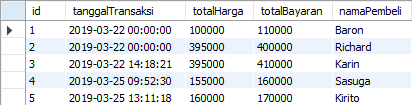 id tanggalTransaksi totalHarga totalBayaran namaPembeli
1 2019-03-22 00:00:00 100000 110000 Baron
2 2019-03-22 00:00:00 395000 400000 Richard
3 2019-03-22 14:18:21 395000 410000 Karin
4 2019-03-25 09:52:30 155000 160000 Sasuga
5 2019-03-25 13:11:18 160000 170000 Kirito